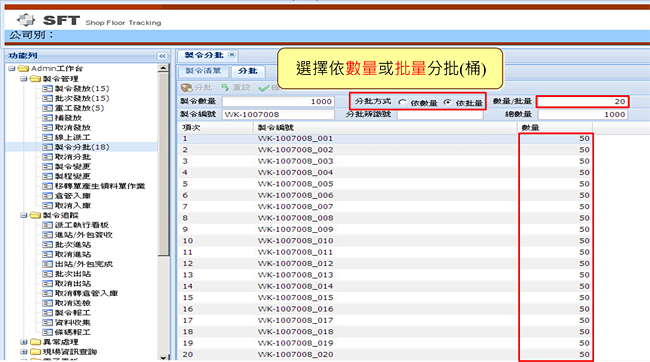 SFT Shop Floor Tracking
公司別：
功能列
製令分批
選擇依數量或批量分批(桶)
製令清單 分批
分批 重設
製令數量 1000 分批方式 依數量 依批量 數量/批量 20
製令編號 WK-1007008 分批辨識號 總數量 1000
項次 製令編號 數量
1 WK-1007008_001 50
2 WK-1007008_002 50
3 WK-1007008_003 50
4 WK-1007008_004 50
5 WK-1007008_005 50
6 WK-1007008_006 50
7 WK-1007008_007 50
8 WK-1007008_008 50
9 WK-1007008_009 50
10 WK-1007008_010 50
11 WK-1007008_011 50
12 WK-1007008_012 50
13 WK-1007008_013 50
14 WK-1007008_014 50
15 WK-1007008_015 50
16 WK-1007008_016 50
17 WK-1007008_017 50
18 WK-1007008_018 50
19 WK-1007008_019 50
20 WK-1007008_020 50
Admin工作台
製令管理
製令發放(15)
批次發放(15)
重工發放(5)
補發放
取消發放
線上派工
製令分批(18)
取消分批
製令變更
製程變更
移轉單產生領料單作業
倉管入庫
取消入庫
製令追蹤
派工執行看板
進站/外包簽收
批次進站
取消進站
出站/外包完成
批次出站
取消出站
取消轉倉管入庫
取消送檢
製令報工
資料收集
條碼報工
異常處理
現場資訊查詢